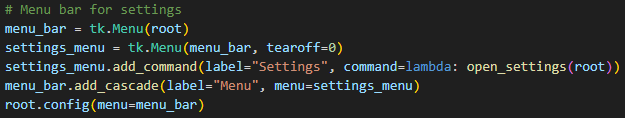 # Menu bar for settings
menu_bar = tk.Menu(root)
settings_menu = tk.Menu(menu_bar, tearoff=0)
settings_menu.add_command(label="Settings", command=lambda: open_settings(root))
menu_bar.add_cascade(label="Menu", menu=settings_menu)
root.config(menu=menu_bar)